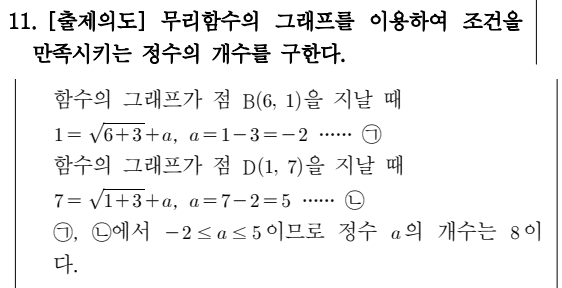 11. [출제의도] 무리함수의 그래프를 이용하여 조건을
만족시키는 정수의 개수를 구한다.
함수의 그래프가 점 B(6, 1)을 지날 때
1=√(6+3)+a, a=1-3=-2 ⋯⋯ ㉠
함수의 그래프가 점 D(1, 7)을 지날 때
7=√(1+3)+a, a=7-2=5 ⋯⋯ ㉡
㉠, ㉡에서 -2≤a≤5이므로 정수 a의 개수는 8이
다.